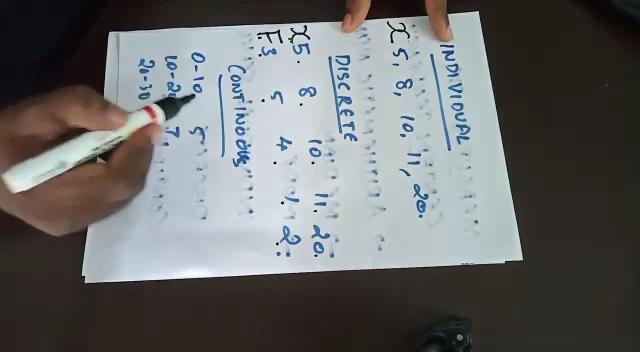 INDIVIDUAL
X 5, 8, 10, 11, 20.
DISCRETE
X 5. 8. 10. 11. 20.
F. 3 5. 4. 1. 2.
CONTINOUS
0-10 5
10-20 7
20-30